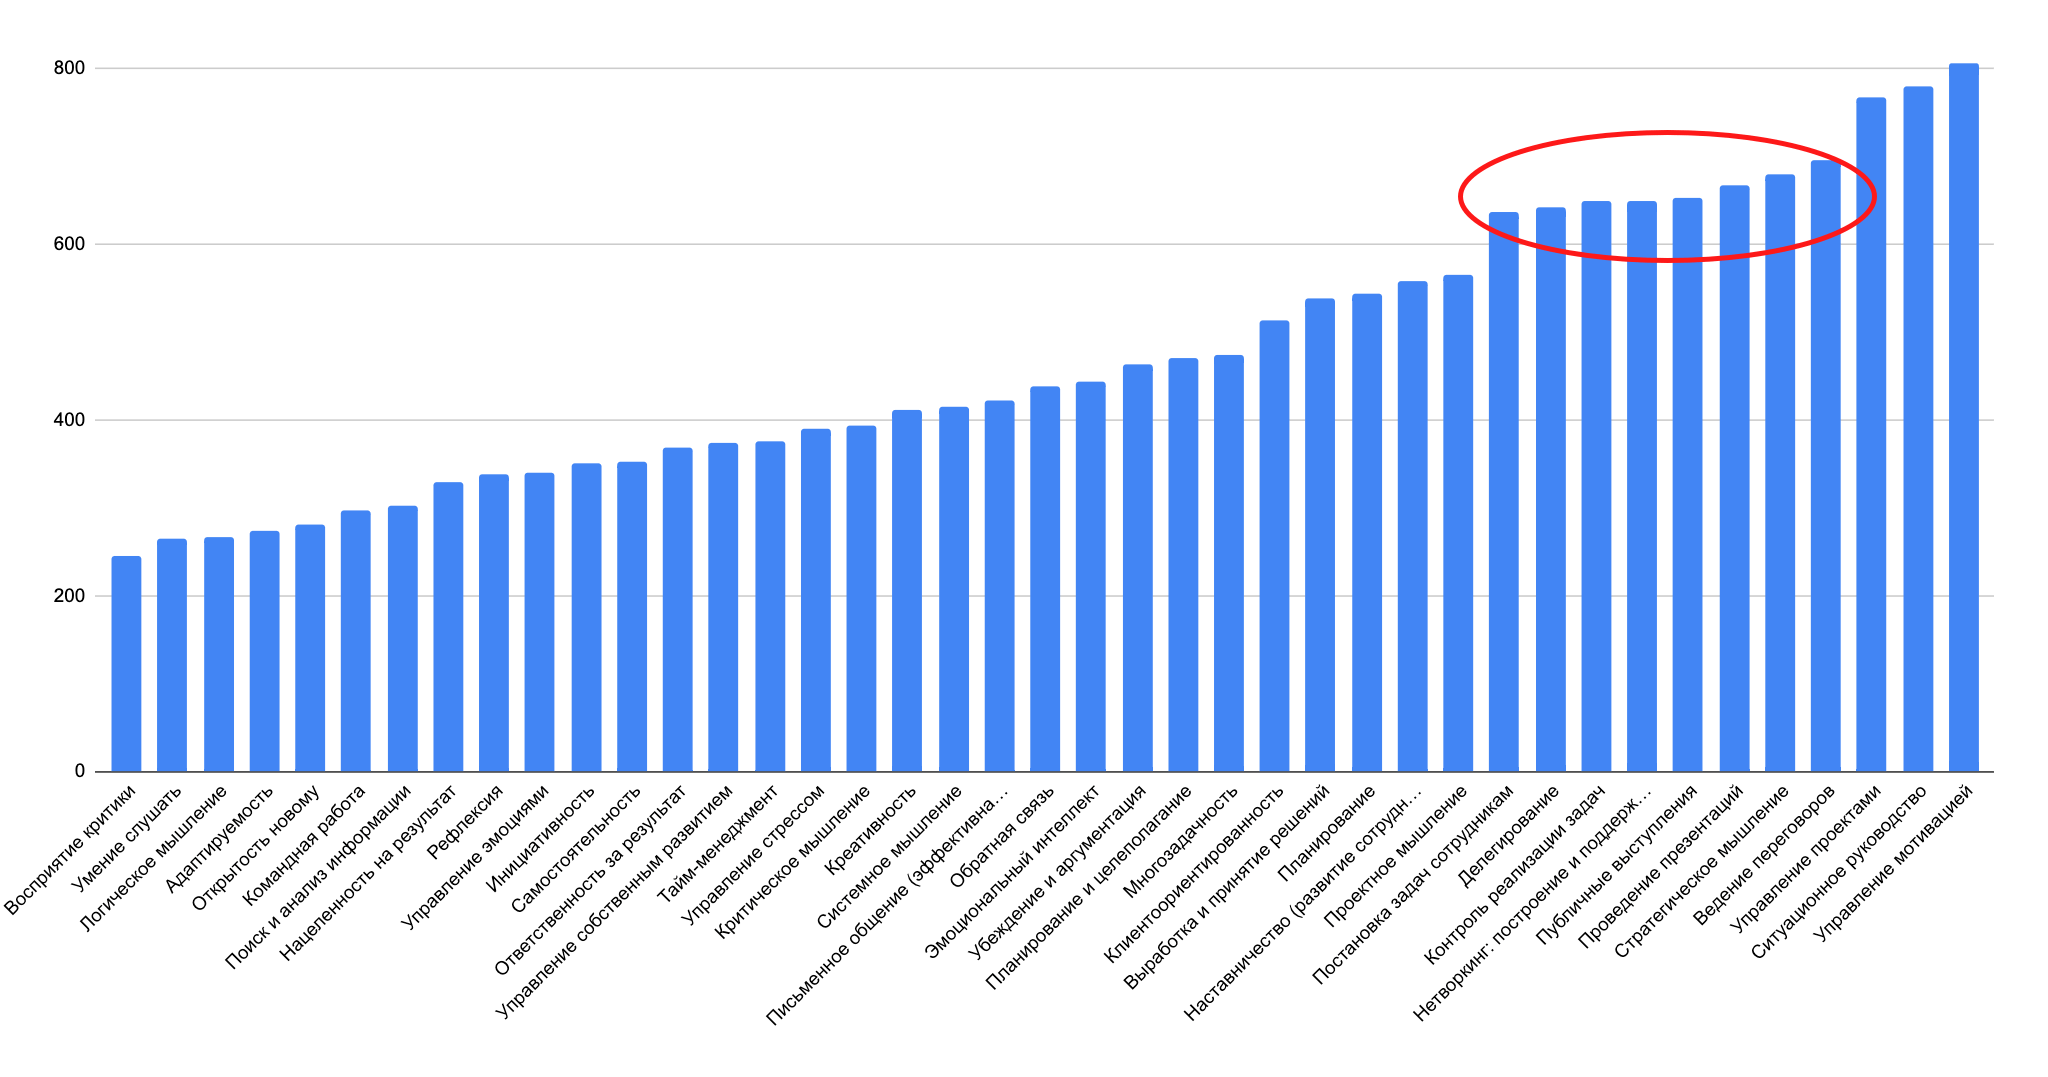 800
600
400
200
0
Восприятие критики
Умение слушать
Логическое мышление
Адаптируемость
Открытость новому
Командная работа
Поиск и анализ информации
Нацеленность на результат
Рефлексия
Управление эмоциями
Инициативность
Самостоятельность
Ответственность за результат
Управление собственным развитием
Тайм-менеджмент
Управление стрессом
Критическое мышление
Креативность
Системное мышление
Письменное общение (эффективна…
Обратная связь
Эмоциональный интеллект
Убеждение и аргументация
Планирование и целеполагание
Многозадачность
Клиентоориентированность
Выработка и принятие решений
Планирование
Наставничество (развитие сотрудн…
Проектное мышление
Постановка задач сотрудникам
Делегирование
Контроль реализации задач
Нетворкинг: построение и поддерж…
Публичные выступления
Проведение презентаций
Стратегическое мышление
Ведение переговоров
Управление проектами
Ситуационное руководство
Управление мотивацией